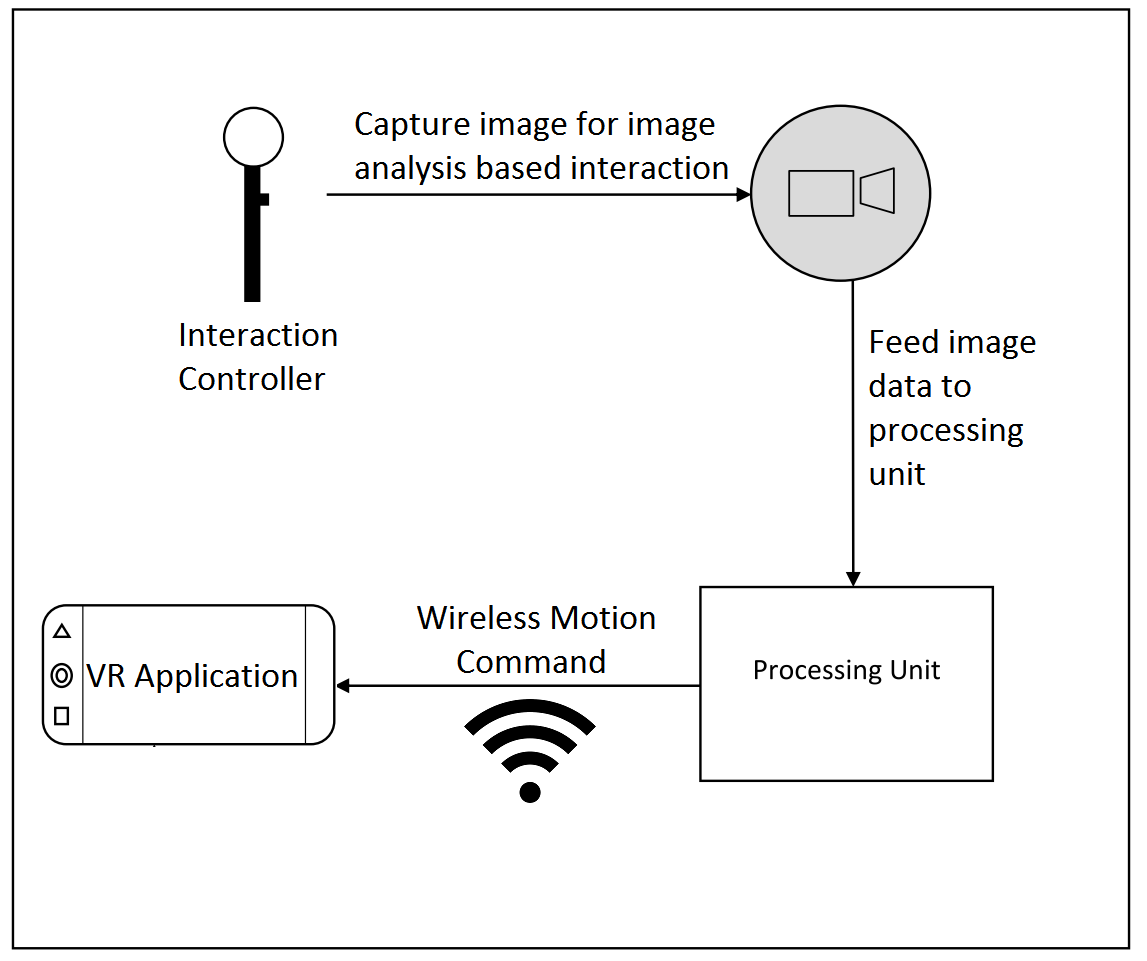 Capture image for image
analysis based interaction
Interaction
Controller
Feed image
data to
processing
unit
Wireless Motion
Command
VR Application
Processing Unit